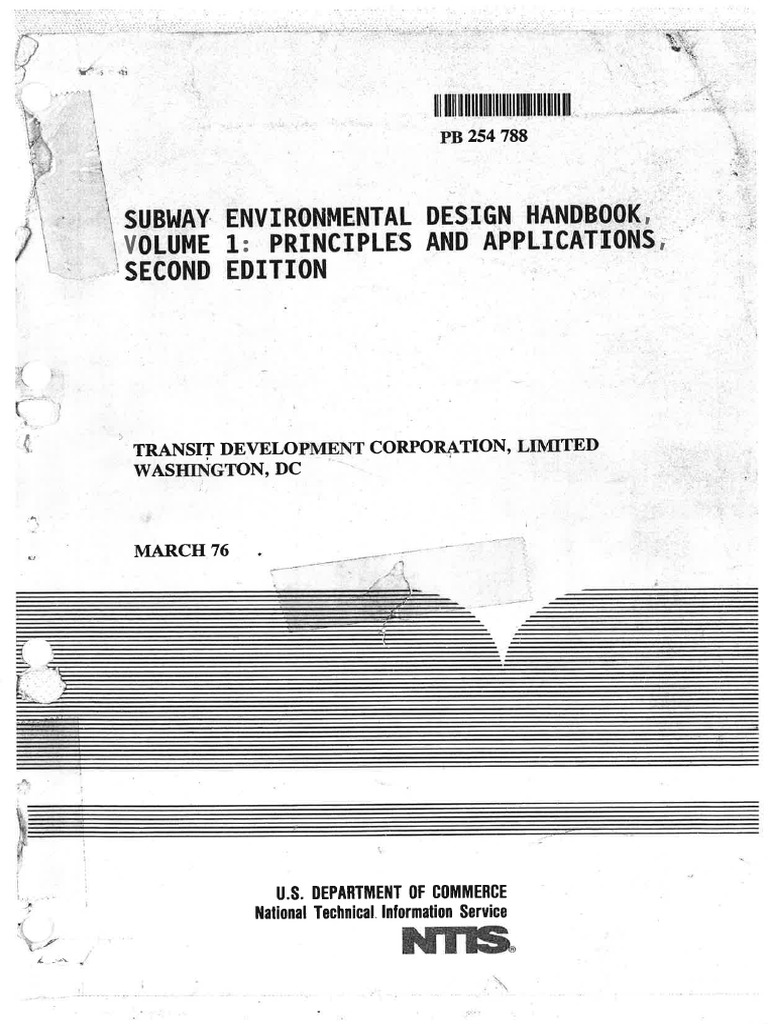 PB 254 788
SUBWAY ENVIRONMENTAL DESIGN HANDBOOK,
VOLUME 1: PRINCIPLES AND APPLICATIONS,
SECOND EDITION
TRANSIT DEVELOPMENT CORPORATION, LIMITED
WASHINGTON, DC
MARCH 76
U.S. DEPARTMENT OF COMMERCE
National Technical Information Service
NTIS®